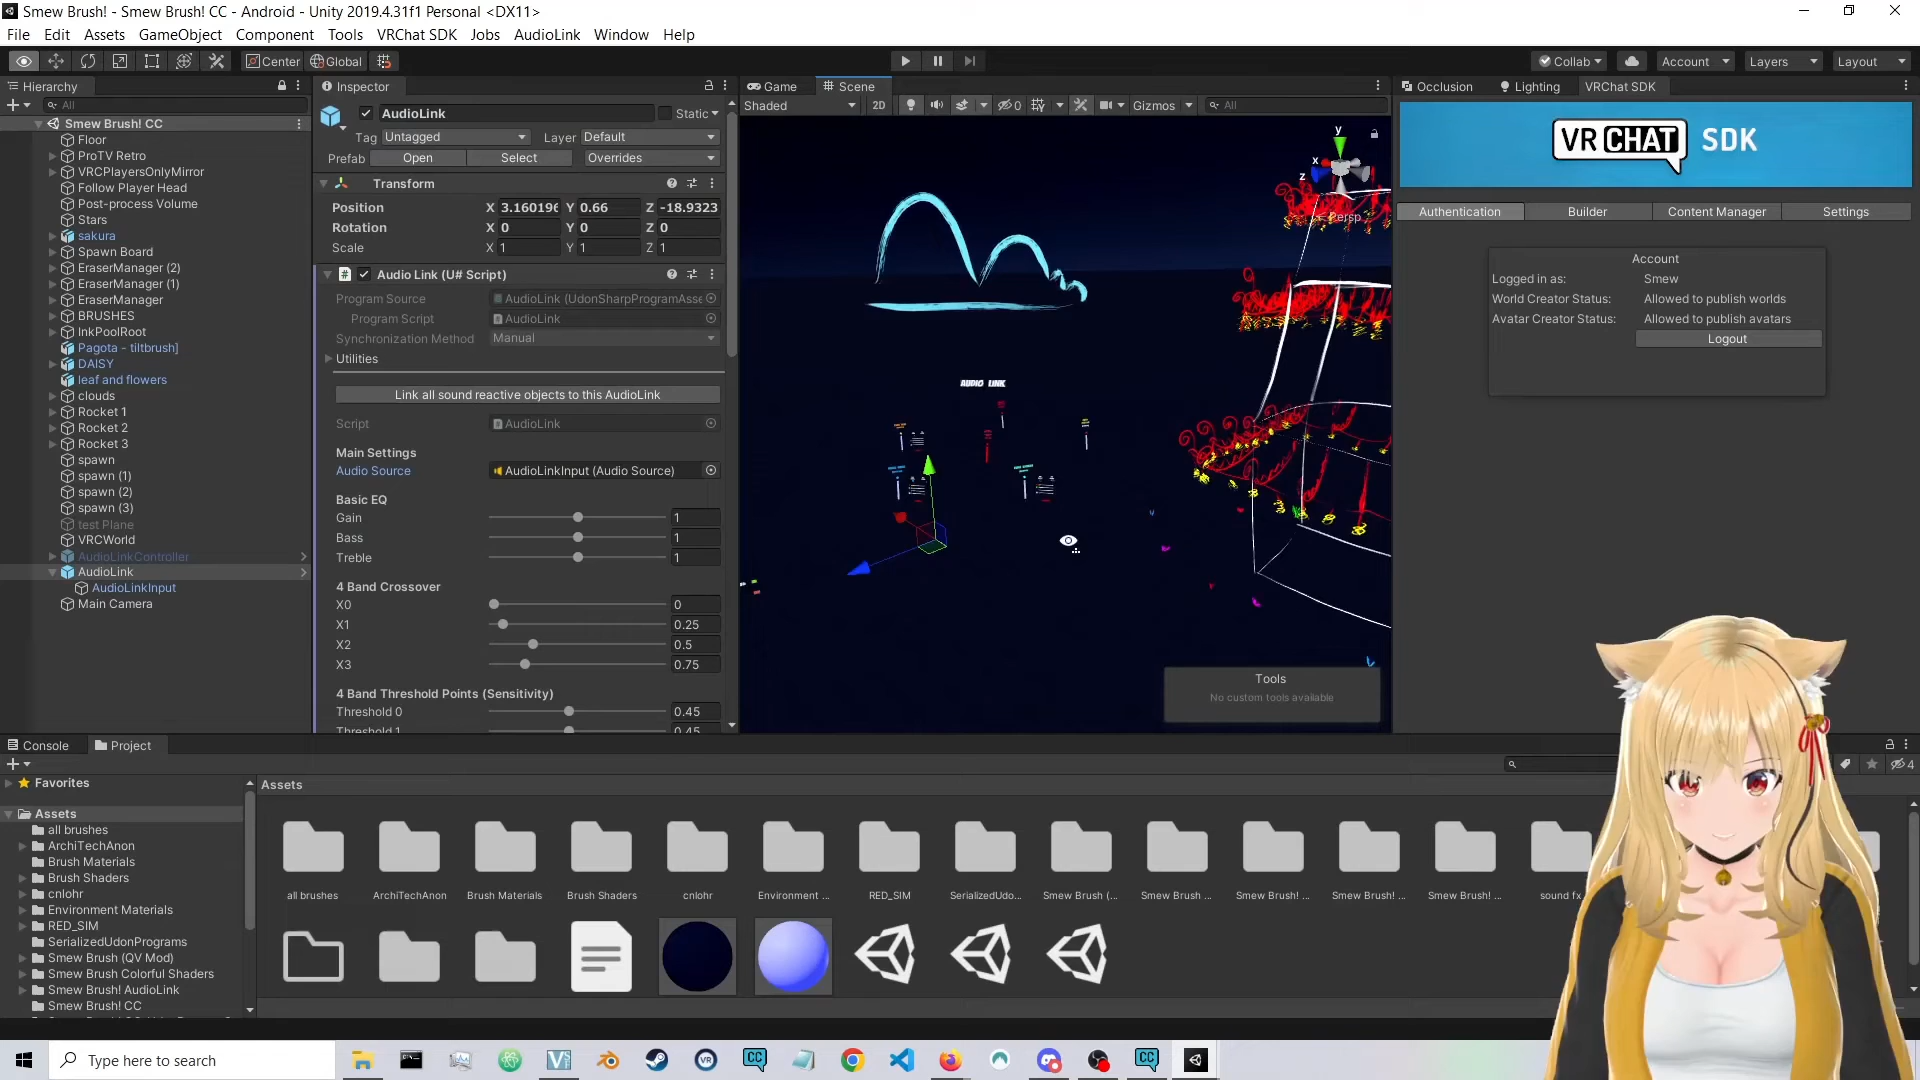 Smew Brush! - Smew Brush! CC - Android - Unity 2019.4.31f1 Personal <DX11>
File Edit Assets GameObject Component Tools VRChat SDK Jobs AudioLink Window Help
Center Global Collab Account Layers Layout
Hierarchy
All
Smew Brush! CC
Floor
ProTV Retro
VRCPlayersOnlyMirror
Follow Player Head
Post-process Volume
Stars
sakura
Spawn Board
EraserManager (2)
EraserManager (1)
EraserManager
BRUSHES
InkPoolRoot
Pagota - tiltbrush]
DAISY
leaf and flowers
clouds
Rocket 1
Rocket 2
Rocket 3
spawn
spawn (1)
spawn (2)
spawn (3)
test Plane
VRCWorld
AudioLinkController
AudioLink
AudioLinkInput
Main Camera
Inspector
AudioLink Static
Tag Untagged Layer Default
Prefab Open Select Overrides
Transform
Position X 3.160196 Y 0.66 Z -18.9323
Rotation X 0 Y 0 Z 0
Scale X 1 Y 1 Z 1
# Audio Link (U# Script)
Program Source AudioLink (UdonSharpProgramAsse
Program Script AudioLink
Synchronization Method Manual
Utilities
Link all sound reactive objects to this AudioLink
Script AudioLink
Main Settings
Audio Source AudioLinkInput (Audio Source)
Basic EQ
Gain 1
Bass 1
Treble 1
4 Band Crossover
X0 0
X1 0.25
X2 0.5
X3 0.75
4 Band Threshold Points (Sensitivity)
Threshold 0 0.45
Threshold 1 0.45
Game # Scene
Shaded 2D 0 Gizmos All
y
x
z
Persp
AUDIO LINK
Tools
No custom tools available
Occlusion Lighting VRChat SDK
VRCHAT SDK
Authentication Builder Content Manager Settings
Account
Logged in as: Smew
World Creator Status: Allowed to publish worlds
Avatar Creator Status: Allowed to publish avatars
Logout
Console Project
4
Favorites
Assets
all brushes
ArchiTechAnon
Brush Materials
Brush Shaders
cnlohr
Environment Materials
RED_SIM
SerializedUdonPrograms
Smew Brush (QV Mod)
Smew Brush Colorful Shaders
Smew Brush! AudioLink
Smew Brush! CC
Assets
all brushes ArchiTechAnon Brush Materials Brush Shaders cnlohr Environment ... RED_SIM SerializedUdo... Smew Brush (... Smew Brush ... Smew Brush! ... Smew Brush! ... Smew Brush! ... sound fx
Type here to search
VR CC CC